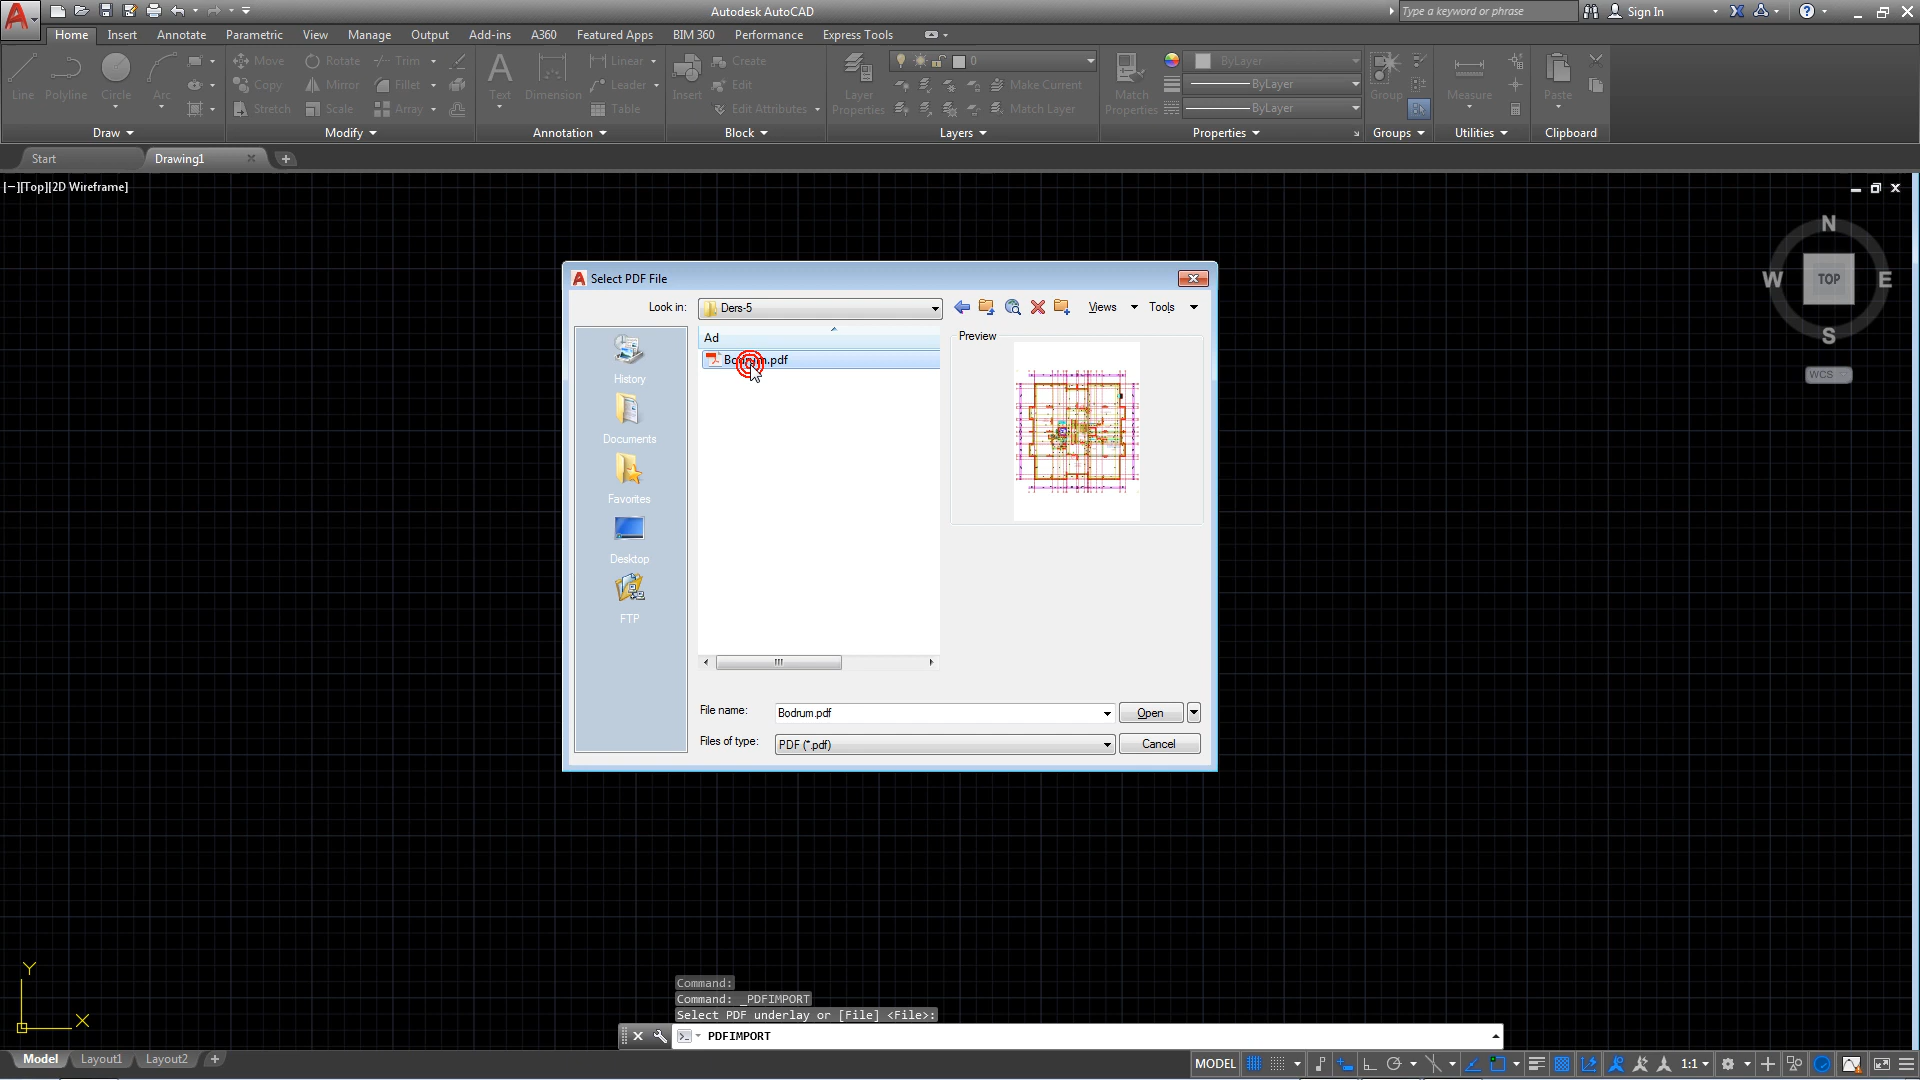 Autodesk AutoCAD
Type a keyword or phrase
Sign In
Home Insert Annotate Parametric View Manage Output Add-ins A360 Featured Apps BIM 360 Performance Express Tools
Line Polyline Circle Arc
Move Rotate Trim
Copy Mirror Fillet
Stretch Scale Array
Text Dimension
Linear
Leader
Table
Insert
Create
Edit
Edit Attributes
Layer Properties
0
Make Current
Match Layer
Match Properties
ByLayer
ByLayer
ByLayer
Group
Measure
Paste
Draw Modify Annotation Block Layers Properties Groups Utilities Clipboard
Start Drawing1
[−][Top][2D Wireframe]
N
W TOP E
S
WCS
Select PDF File
Look in: Ders-5
Views Tools
Ad
Bodrum.pdf
Preview
History
Documents
Favorites
Desktop
FTP
File name: Bodrum.pdf Open
Files of type: PDF (*.pdf) Cancel
Y
X
Command:
Command: _PDFIMPORT
Select PDF underlay or [File] <File>:
PDFIMPORT
Model Layout1 Layout2
MODEL 1:1